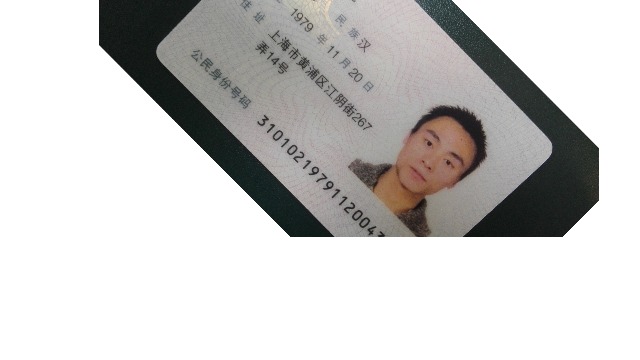 民族汉
1979 年 11 月 20 日
住 址 上海市黄浦区江阴街267
弄14号
公民身份号码 3101021979112004